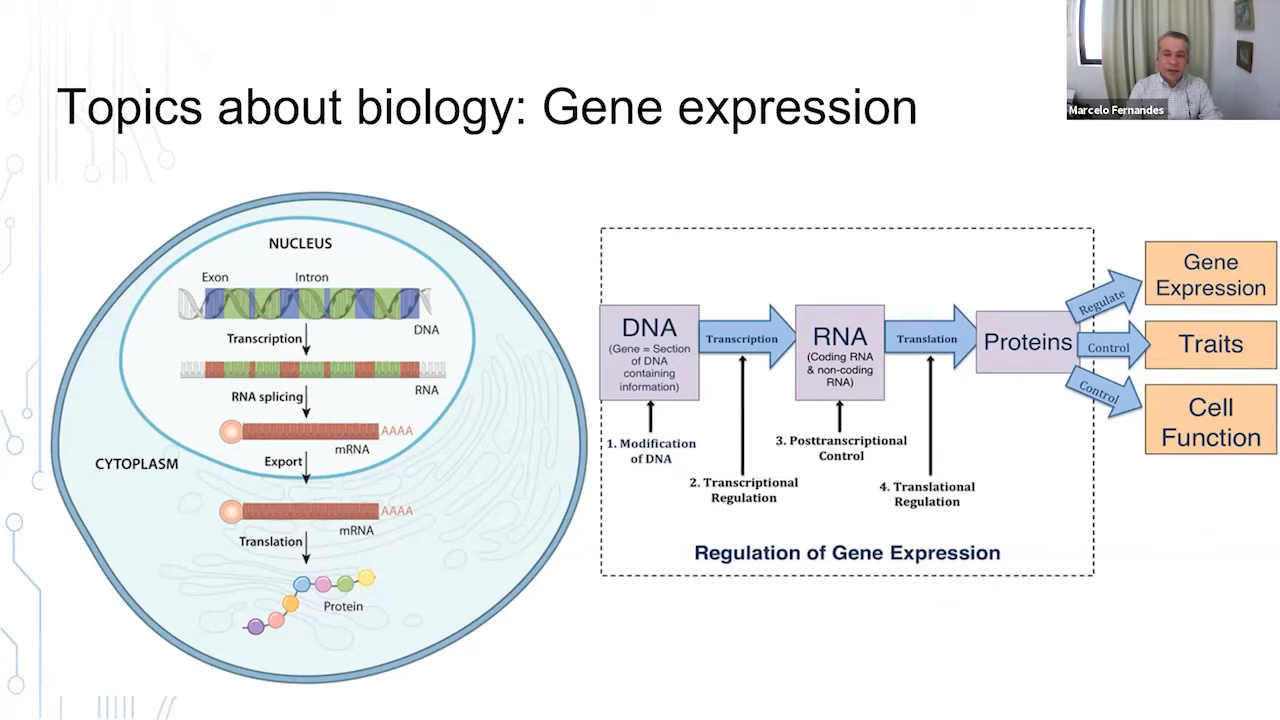 Topics about biology: Gene expression
Marcelo Fernandes
NUCLEUS
Exon
Intron
DNA
Transcription
RNA
RNA splicing
AAAA
mRNA
Export
CYTOPLASM
AAAA
mRNA
Translation
Protein
DNA
(Gene = Section
of DNA
containing
information)
Transcription
RNA
(Coding RNA
& non-coding
RNA)
Translation
Proteins
Regulate
Control
Control
Gene
Expression
Traits
Cell
Function
1. Modification
of DNA
2. Transcriptional
Regulation
3. Posttranscriptional
Control
4. Translational
Regulation
Regulation of Gene Expression